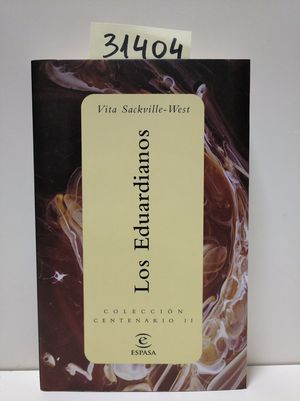 31404
Vita Sackville-West
Los Eduardianos
COLECCIÓN
CENTENARIO II
e
ESPASA